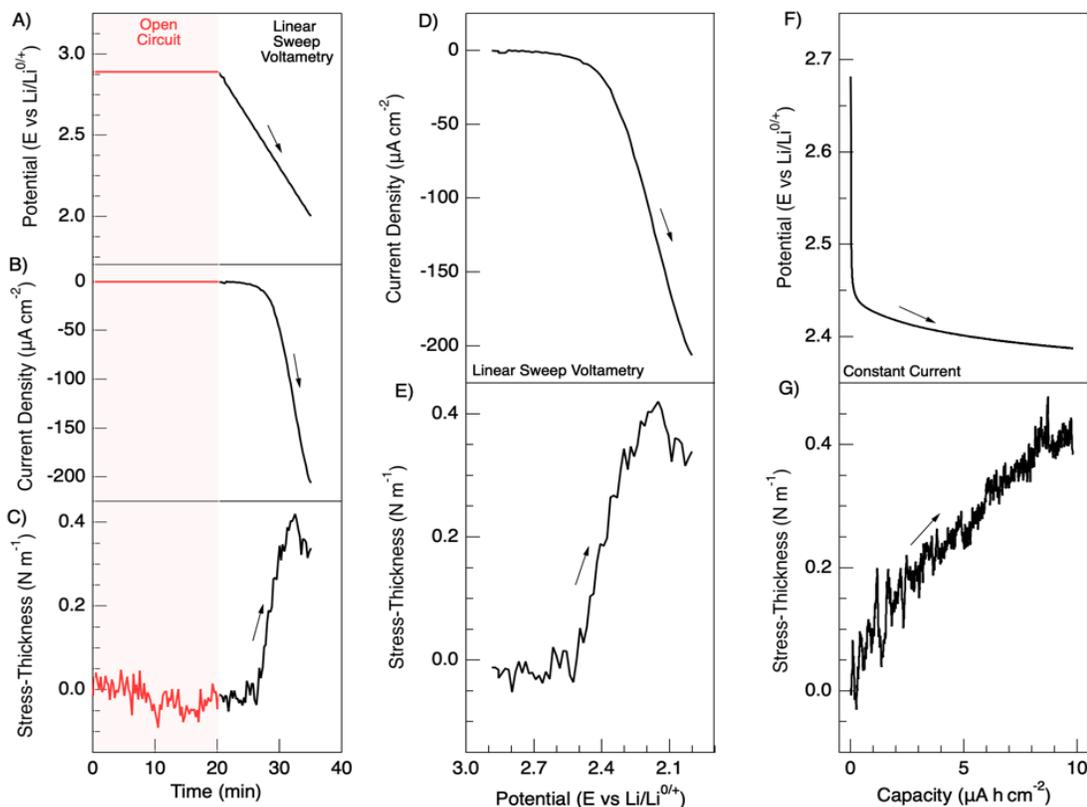 A)
Open
Circuit
Linear
Sweep
Voltametry
Potential (E vs Li/Li⁰ᐟ⁺)
3.0
2.5
2.0
B)
Current Density (µA cm⁻²)
0
-50
-100
-150
-200
C)
Stress-Thickness (N m⁻¹)
0.4
0.2
0.0
0
10
20
30
40
Time (min)
D)
Current Density (µA cm⁻²)
0
-50
-100
-150
-200
Linear Sweep Voltametry
E)
Stress-Thickness (N m⁻¹)
0.4
0.2
0.0
3.0
2.7
2.4
2.1
Potential (E vs Li/Li⁰ᐟ⁺)
F)
Potential (E vs Li/Li⁰ᐟ⁺)
2.7
2.6
2.5
2.4
Constant Current
G)
Stress-Thickness (N m⁻¹)
0.4
0.2
0.0
0
5
10
Capacity (µA h cm⁻²)